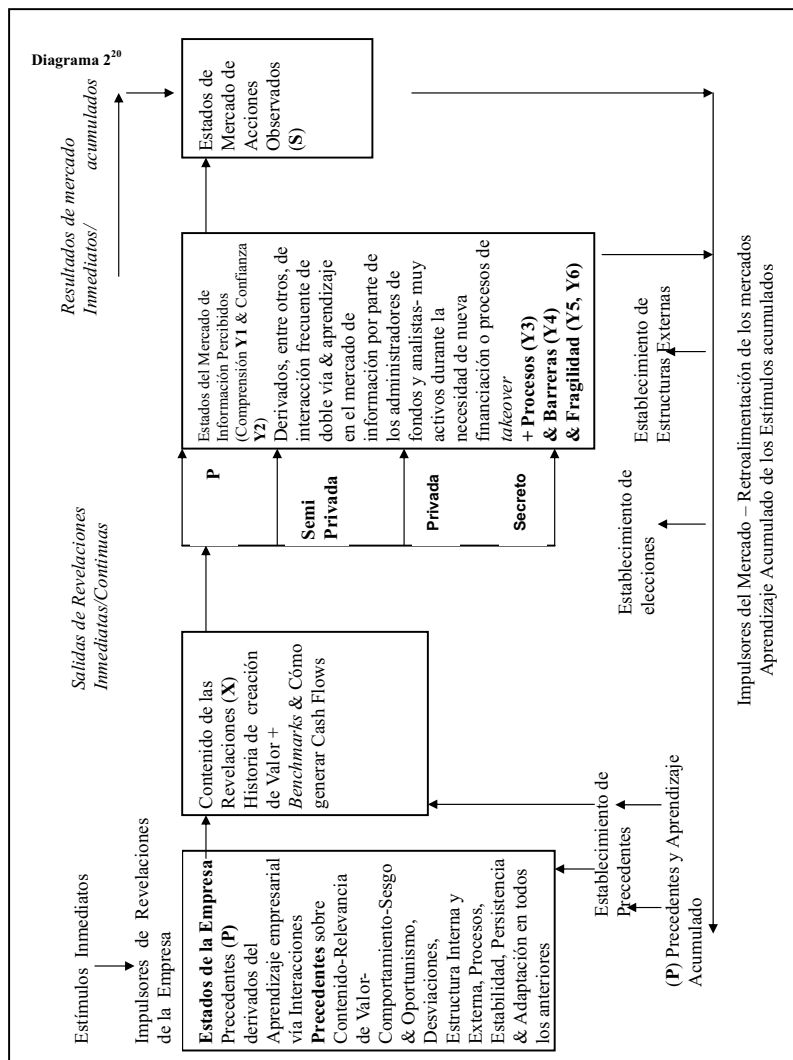 Diagrama 2²⁰
Estímulos Inmediatos
Impulsores de Revelaciones
de la Empresa
Salidas de Revelaciones
Inmediatas/Continuas
Resultados de mercado
Inmediatos/ acumulados
Estados de la Empresa
Precedentes (P)
derivados del
Aprendizaje empresarial
vía Interacciones
Precedentes sobre
Contenido-Relevancia
de Valor-
Comportamiento-Sesgo
& Oportunismo,
Desviaciones,
Estructura Interna y
Externa, Procesos,
Estabilidad, Persistencia
& Adaptación en todos
los anteriores
Contenido de las
Revelaciones (X)
Historia de creación
de Valor +
Benchmarks & Cómo
generar Cash Flows
P
Semi
Privada
Privada
Secreto
Estados del Mercado de
Información Percibidos
(Comprensión Y1 & Confianza
Y2)
Derivados, entre otros, de
interacción frecuente de
doble vía & aprendizaje
en el mercado de
información por parte de
los administradores de
fondos y analistas- muy
activos durante la
necesidad de nueva
financiación o procesos de
takeover
+ Procesos (Y3)
& Barreras (Y4)
& Fragilidad (Y5, Y6)
Estados de
Mercado de
Acciones
Observados
(S)
Establecimiento de
Precedentes
Establecimiento de
elecciones
Establecimiento de
Estructuras Externas
(P) Precedentes y Aprendizaje
Acumulado
Impulsores del Mercado – Retroalimentación de los mercados
Aprendizaje Acumulado de los Estímulos acumulados